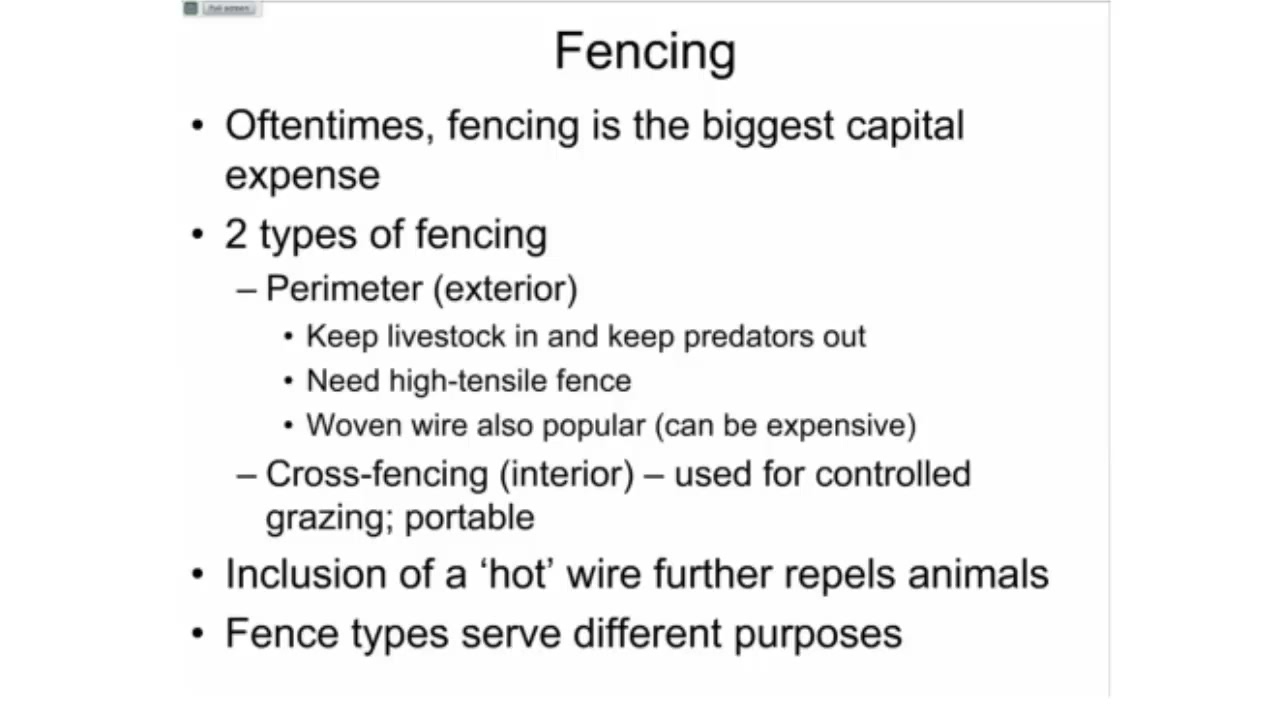 Full screen
Fencing
• Oftentimes, fencing is the biggest capital
expense
• 2 types of fencing
– Perimeter (exterior)
• Keep livestock in and keep predators out
• Need high-tensile fence
• Woven wire also popular (can be expensive)
– Cross-fencing (interior) – used for controlled
grazing; portable
• Inclusion of a ‘hot’ wire further repels animals
• Fence types serve different purposes